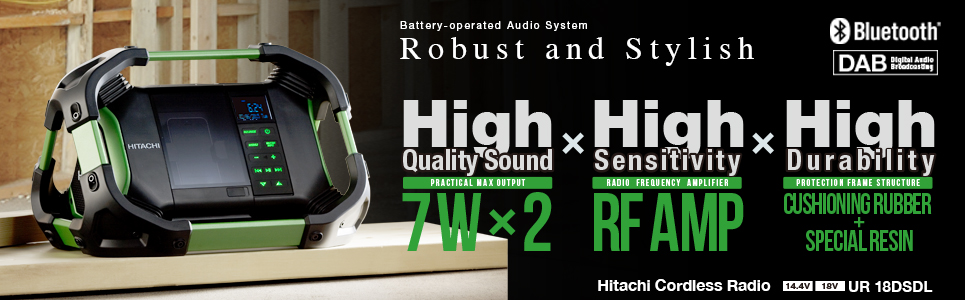 Battery-operated Audio System
Robust and Stylish
Bluetooth®
DAB Digital Audio Broadcasting
HITACHI
High × High × High
Quality Sound Sensitivity Durability
PRACTICAL MAX OUTPUT RADIO FREQUENCY AMPLIFIER PROTECTION FRAME STRUCTURE
7W×2 RF AMP CUSHIONING RUBBER
+
SPECIAL RESIN
Hitachi Cordless Radio 14.4V 18V UR 18DSDL